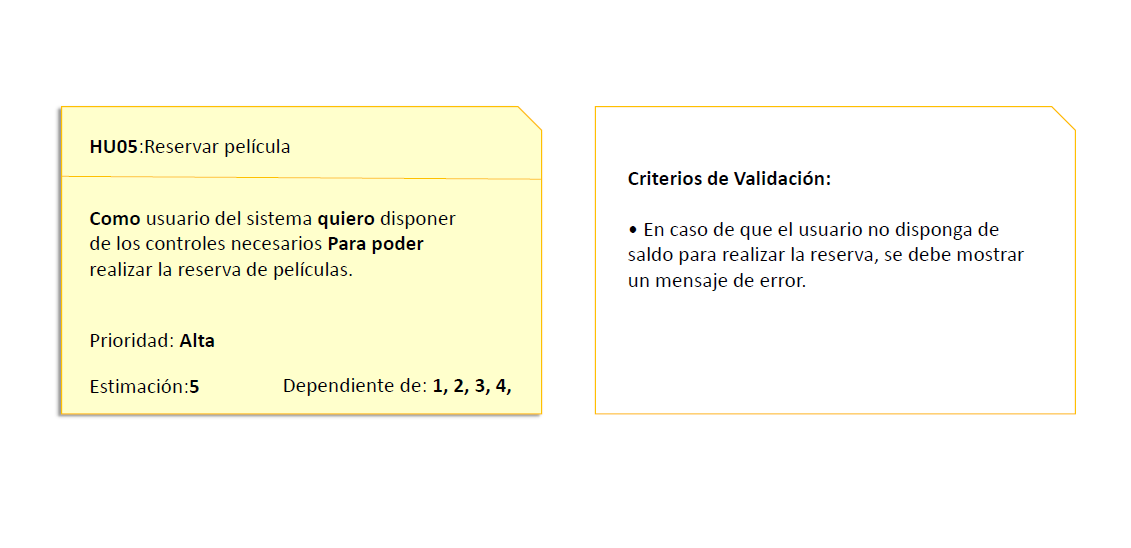 HU05:Reservar película
Como usuario del sistema quiero disponer
de los controles necesarios Para poder
realizar la reserva de películas.
Prioridad: Alta
Estimación:5
Dependiente de: 1, 2, 3, 4,
Criterios de Validación:
• En caso de que el usuario no disponga de
saldo para realizar la reserva, se debe mostrar
un mensaje de error.